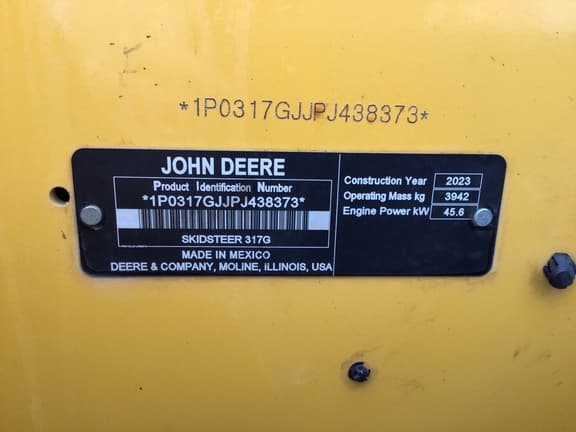 *1P0317GJJPJ438373*
JOHN DEERE
Product Identification Number
*1P0317GJJPJ438373*
SKIDSTEER 317G
MADE IN MEXICO
DEERE & COMPANY, MOLINE, ILLINOIS, USA
Construction Year 2023
Operating Mass kg 3942
Engine Power kW 45.6